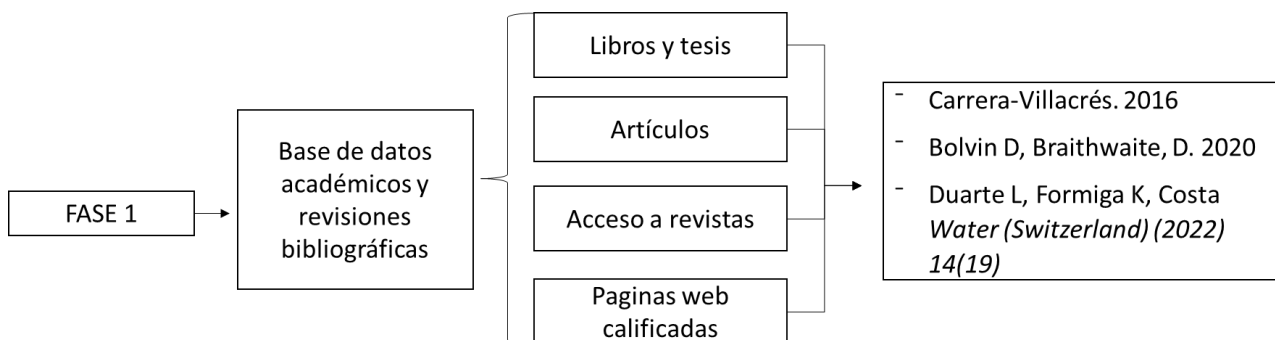 FASE 1
Base de datos
académicos y
revisiones
bibliográficas
Libros y tesis
Artículos
Acceso a revistas
Paginas web
calificadas
- Carrera-Villacrés. 2016
- Bolvin D, Braithwaite, D. 2020
- Duarte L, Formiga K, Costa
Water (Switzerland) (2022)
14(19)